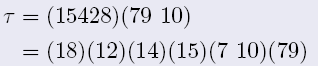 τ = (15428)(79 10)
= (18)(12)(14)(15)(7 10)(79)